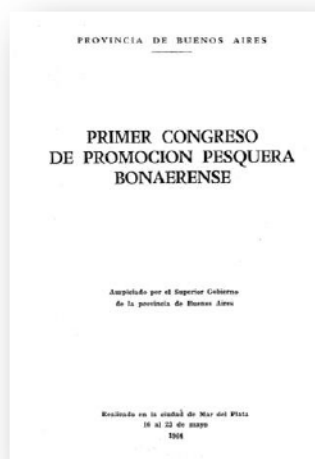 PROVINCIA DE BUENOS AIRES
PRIMER CONGRESO
DE PROMOCION PESQUERA
BONAERENSE
Auspiciado por el Superior Gobierno
de la provincia de Buenos Aires
Realizado en la ciudad de Mar del Plata
16 al 22 de mayo